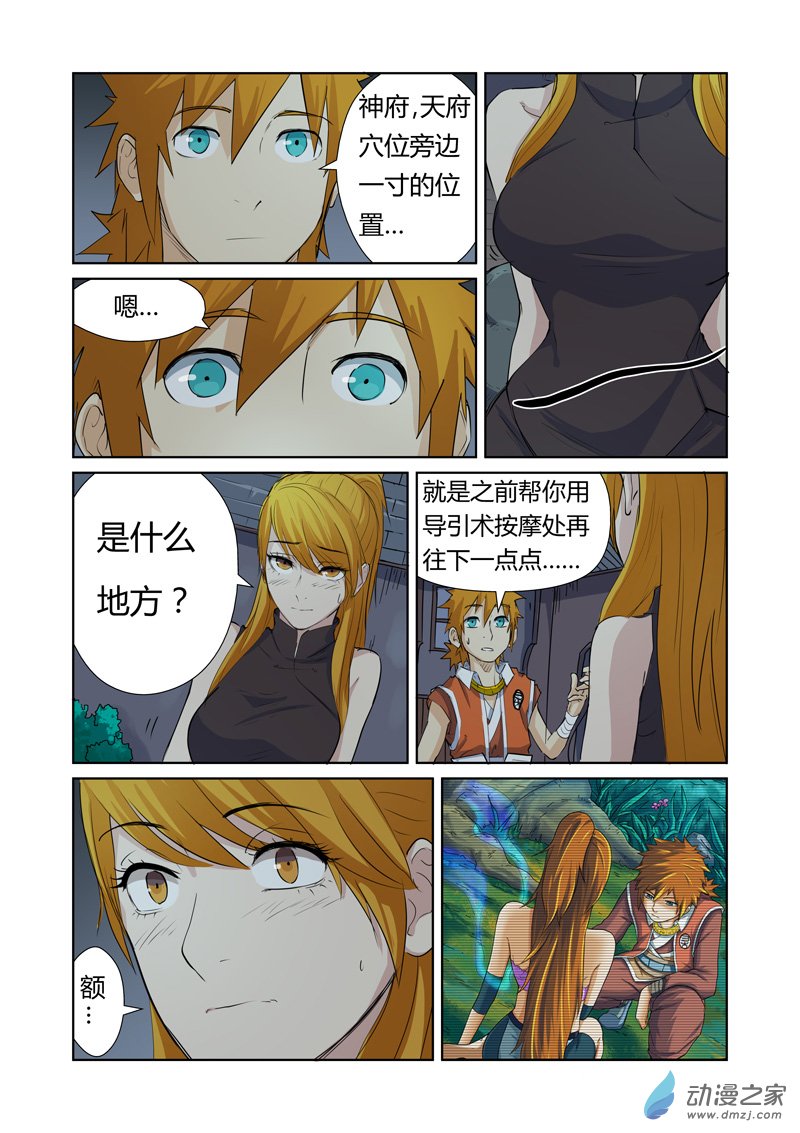 神府，天府
穴位旁边
一寸的位
置…
嗯…
是什么
地方？
就是之前帮你用
导引术按摩处再
往下一点点……
额
…
动漫之家
www.dmzj.com